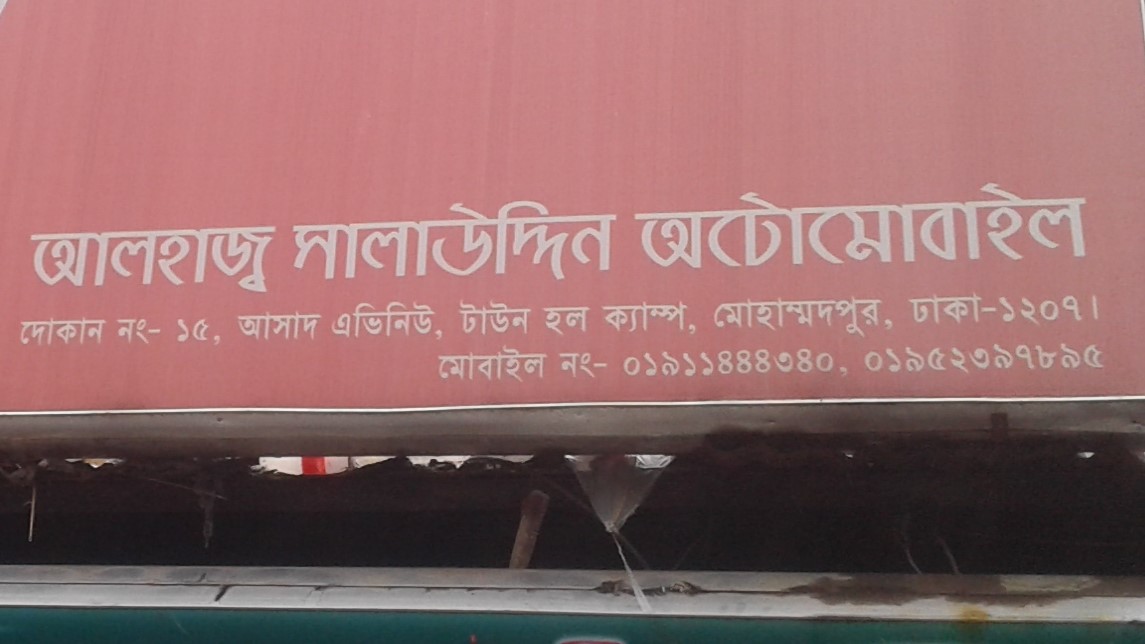 আলহাজ্ব সালাউদ্দিন অটোমোবাইল
দোকান নং- ১৫, আসাদ এভিনিউ, টাউন হল ক্যাম্প, মোহাম্মদপুর, ঢাকা-১২০৭।
মোবাইল নং- ০১৯১১৪৪৪৩৪০, ০১৯৫২৩৯৭৮৯৫